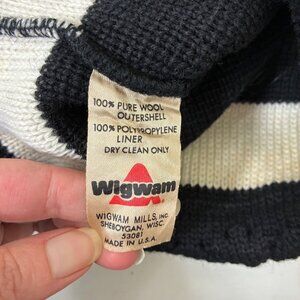 100% PURE WOOL
OUTERSHELL
100% POLYPROPYLENE
LINER
DRY CLEAN ONLY
Wigwam
WIGWAM MILLS, INC.
SHEBOYGAN, WISC.
53081
MADE IN U.S.A.